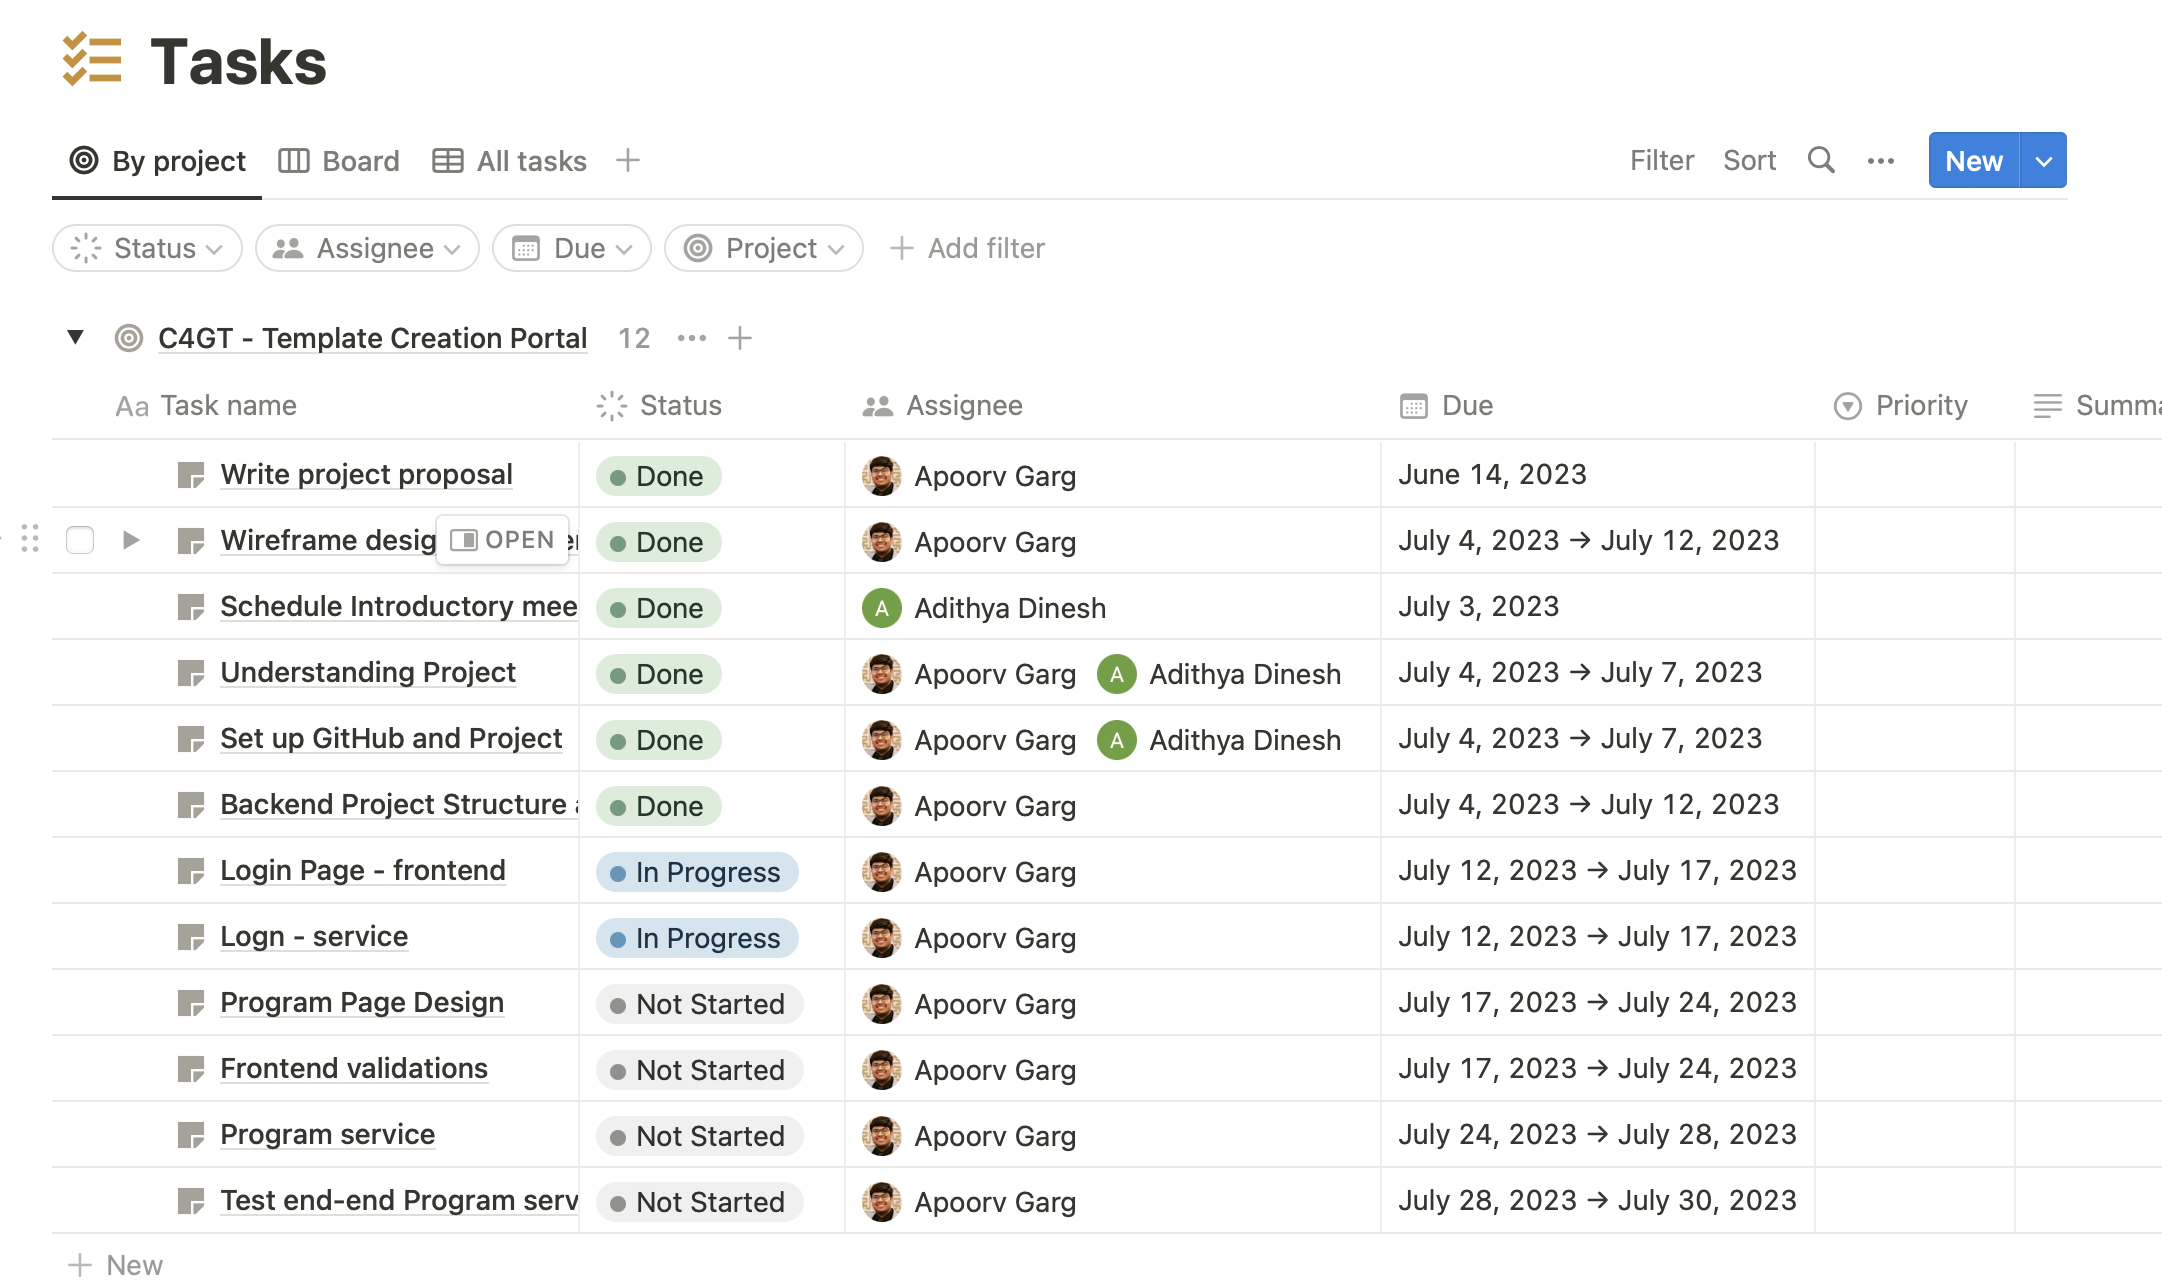 Tasks
By project Board All tasks
Filter Sort New
Status Assignee Due Project Add filter
C4GT - Template Creation Portal 12
Aa Task name Status Assignee Due Priority Summa
Write project proposal Done Apoorv Garg June 14, 2023
Wireframe desig OPEN Done Apoorv Garg July 4, 2023 → July 12, 2023
Schedule Introductory mee Done A Adithya Dinesh July 3, 2023
Understanding Project Done Apoorv Garg A Adithya Dinesh July 4, 2023 → July 7, 2023
Set up GitHub and Project Done Apoorv Garg A Adithya Dinesh July 4, 2023 → July 7, 2023
Backend Project Structure Done Apoorv Garg July 4, 2023 → July 12, 2023
Login Page - frontend In Progress Apoorv Garg July 12, 2023 → July 17, 2023
Logn - service In Progress Apoorv Garg July 12, 2023 → July 17, 2023
Program Page Design Not Started Apoorv Garg July 17, 2023 → July 24, 2023
Frontend validations Not Started Apoorv Garg July 17, 2023 → July 24, 2023
Program service Not Started Apoorv Garg July 24, 2023 → July 28, 2023
Test end-end Program serv Not Started Apoorv Garg July 28, 2023 → July 30, 2023
New